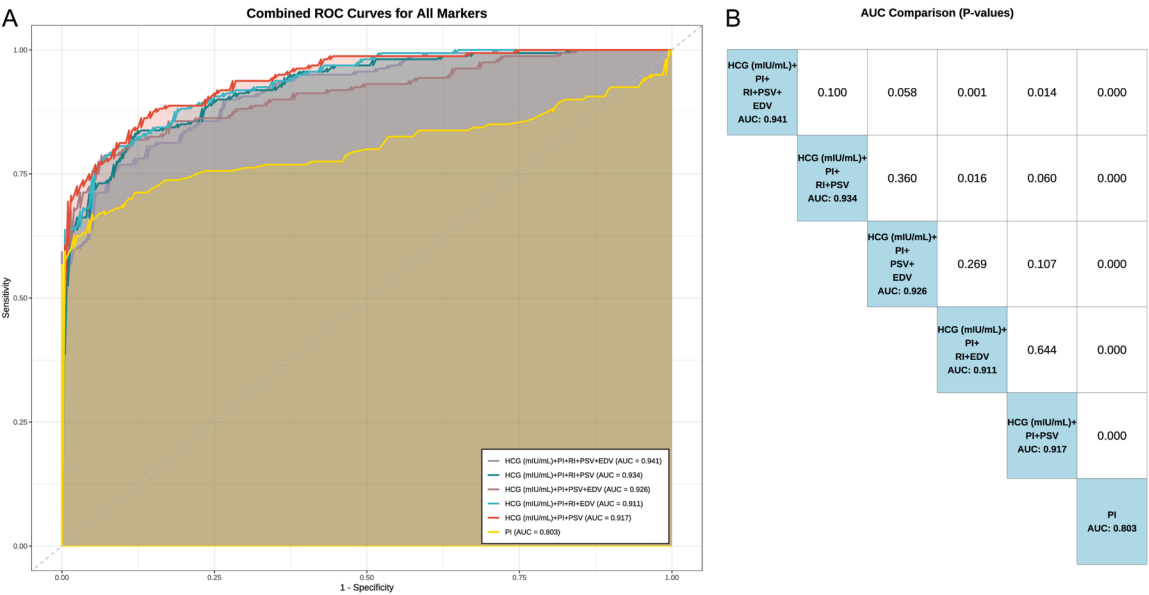 A
Combined ROC Curves for All Markers
1.00
0.75
0.50
0.25
0.00
Sensitivity
0.00
0.25
0.50
0.75
1.00
1 - Specificity
HCG (mIU/mL)+PI+RI+PSV+EDV (AUC = 0.941)
HCG (mIU/mL)+PI+RI+PSV (AUC = 0.934)
HCG (mIU/mL)+PI+PSV+EDV (AUC = 0.926)
HCG (mIU/mL)+PI+RI+EDV (AUC = 0.911)
HCG (mIU/mL)+PI+PSV (AUC = 0.917)
PI (AUC = 0.803)
B
AUC Comparison (P-values)
HCG (mIU/mL)+
PI+
RI+PSV+
EDV
AUC: 0.941
0.100
0.058
0.001
0.014
0.000
HCG (mIU/mL)+
PI+
RI+PSV
AUC: 0.934
0.360
0.016
0.060
0.000
HCG (mIU/mL)+
PI+
PSV+
EDV
AUC: 0.926
0.269
0.107
0.000
HCG (mIU/mL)+
PI+
RI+EDV
AUC: 0.911
0.644
0.000
HCG (mIU/mL)+
PI+PSV
AUC: 0.917
0.000
PI
AUC: 0.803